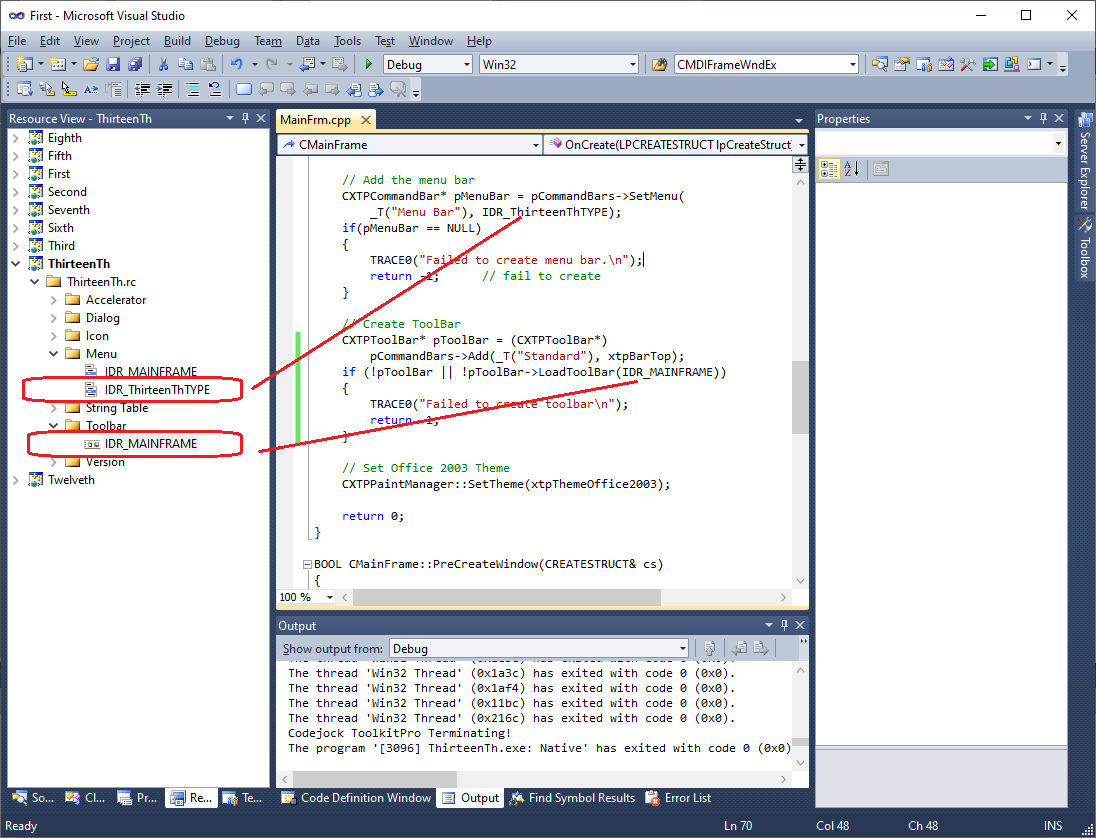 First - Microsoft Visual Studio
File Edit View Project Build Debug Team Data Tools Test Window Help
Debug Win32 CMDIFrameWndEx
Resource View - ThirteenTh
Eighth
Fifth
First
Second
Seventh
Sixth
Third
ThirteenTh
ThirteenTh.rc
Accelerator
Dialog
Icon
Menu
IDR_MAINFRAME
IDR_ThirteenThTYPE
String Table
Toolbar
IDR_MAINFRAME
Version
Twelveth
So... Cl... Pr... Re... Te...
MainFrm.cpp
CMainFrame OnCreate(LPCREATESTRUCT lpCreateStruct)
// Add the menu bar
CXTPCommandBar* pMenuBar = pCommandBars->SetMenu(
_T("Menu Bar"), IDR_ThirteenThTYPE);
if(pMenuBar == NULL)
{
TRACE0("Failed to create menu bar.\n");
return -1; // fail to create
}
// Create ToolBar
CXTPToolBar* pToolBar = (CXTPToolBar*)
pCommandBars->Add(_T("Standard"), xtpBarTop);
if (!pToolBar || !pToolBar->LoadToolBar(IDR_MAINFRAME))
{
TRACE0("Failed to create toolbar\n");
return -1;
}
// Set Office 2003 Theme
CXTPPaintManager::SetTheme(xtpThemeOffice2003);
return 0;
}
BOOL CMainFrame::PreCreateWindow(CREATESTRUCT& cs)
{
100 %
Output
Show output from: Debug
The thread 'Win32 Thread' (0x1a3c) has exited with code 0 (0x0).
The thread 'Win32 Thread' (0x1af4) has exited with code 0 (0x0).
The thread 'Win32 Thread' (0x11bc) has exited with code 0 (0x0).
The thread 'Win32 Thread' (0x216c) has exited with code 0 (0x0).
Codejock ToolkitPro Terminating!
The program '[3096] ThirteenTh.exe: Native' has exited with code 0 (0x0)
Code Definition Window Output Find Symbol Results Error List
Properties
Server Explorer
Toolbox
Ready Ln 70 Col 48 Ch 48 INS